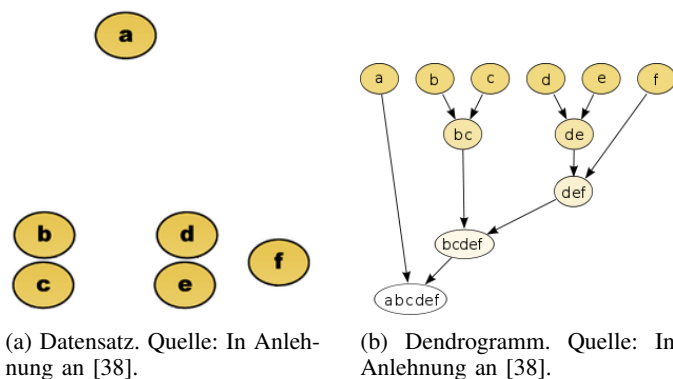 a
b
c
d
e
f
(a) Datensatz. Quelle: In Anleh-
nung an [38].
a b c d e f
bc de
def
bcdef
abcdef
(b) Dendrogramm. Quelle: In
Anlehnung an [38].